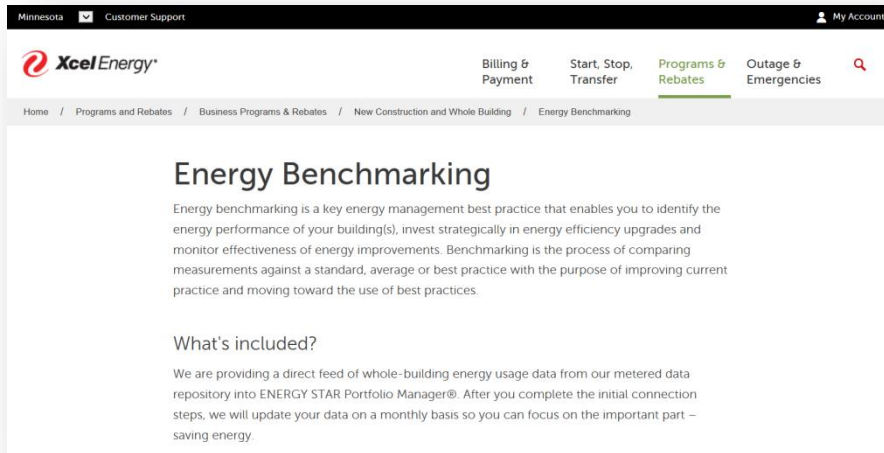 Minnesota Customer Support My Account
Xcel Energy®
Billing & Payment
Start, Stop, Transfer
Programs & Rebates
Outage & Emergencies
Home / Programs and Rebates / Business Programs & Rebates / New Construction and Whole Building / Energy Benchmarking
Energy Benchmarking
Energy benchmarking is a key energy management best practice that enables you to identify the
energy performance of your building(s), invest strategically in energy efficiency upgrades and
monitor effectiveness of energy improvements. Benchmarking is the process of comparing
measurements against a standard, average or best practice with the purpose of improving current
practice and moving toward the use of best practices.
What's included?
We are providing a direct feed of whole-building energy usage data from our metered data
repository into ENERGY STAR Portfolio Manager®. After you complete the initial connection
steps, we will update your data on a monthly basis so you can focus on the important part –
saving energy.